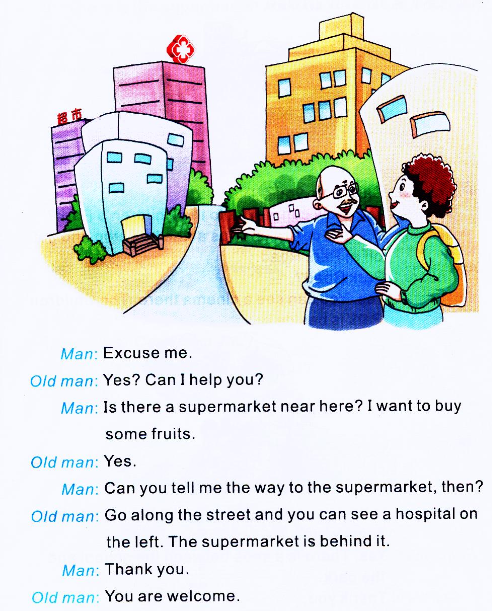 超市
Man: Excuse me.
Old man: Yes? Can I help you?
Man: Is there a supermarket near here? I want to buy
some fruits.
Old man: Yes.
Man: Can you tell me the way to the supermarket, then?
Old man: Go along the street and you can see a hospital on
the left. The supermarket is behind it.
Man: Thank you.
Old man: You are welcome.